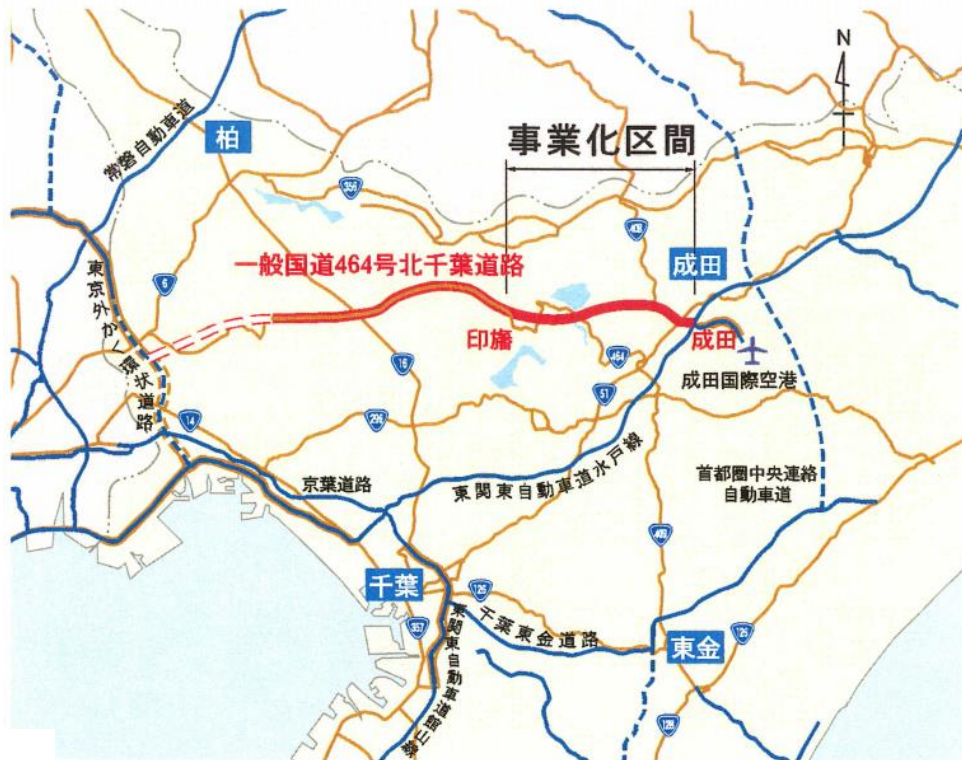 N
柏
常磐自動車道
事業化区間
356
408
一般国道464号北千葉道路
成田
6
東京外かく環状道路
印旛
成田
464
16
成田国際空港
51
14
296
首都圏中央連絡
自動車道
京葉道路
東関東自動車道水戸線
409
千葉
126
357
千葉東金道路
東関東自動車道館山線
東金
126
128